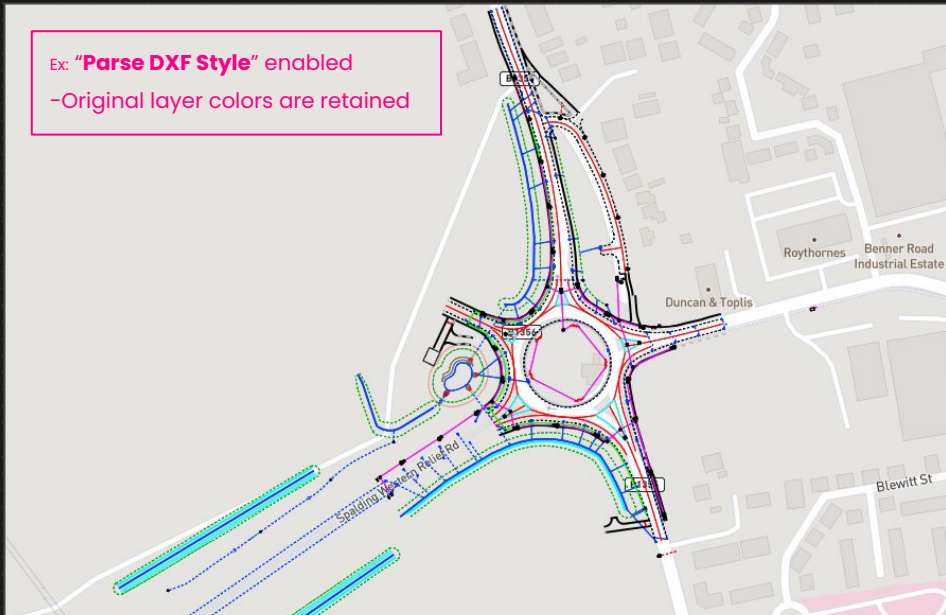 Ex: “Parse DXF Style” enabled
-Original layer colors are retained
Roythornes
Benner Road
Industrial Estate
Duncan & Toplis
Spalding Western Relief Rd
Blewitt St